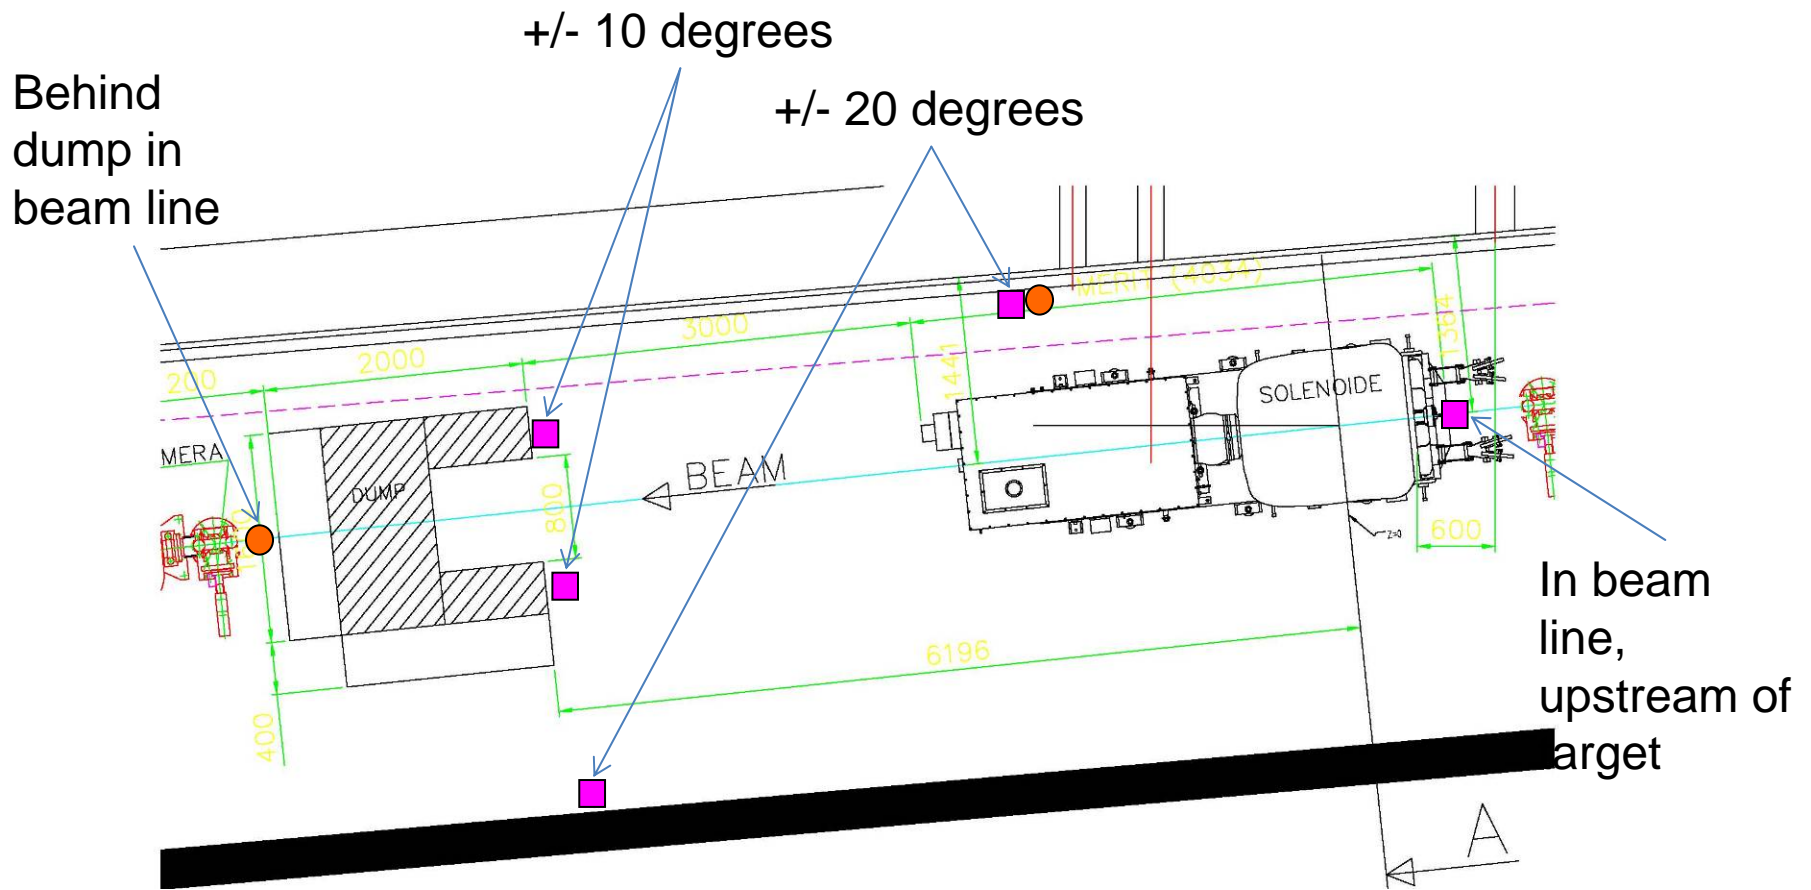 +/- 10 degrees
Behind
dump in
beam line
+/- 20 degrees
MERIT (4034)
3000
2000
200
1441
1364
SOLENOIDE
MERA
BEAM
DUMP
800
600
Z=0
In beam
line,
upstream of
arget
6196
400
A